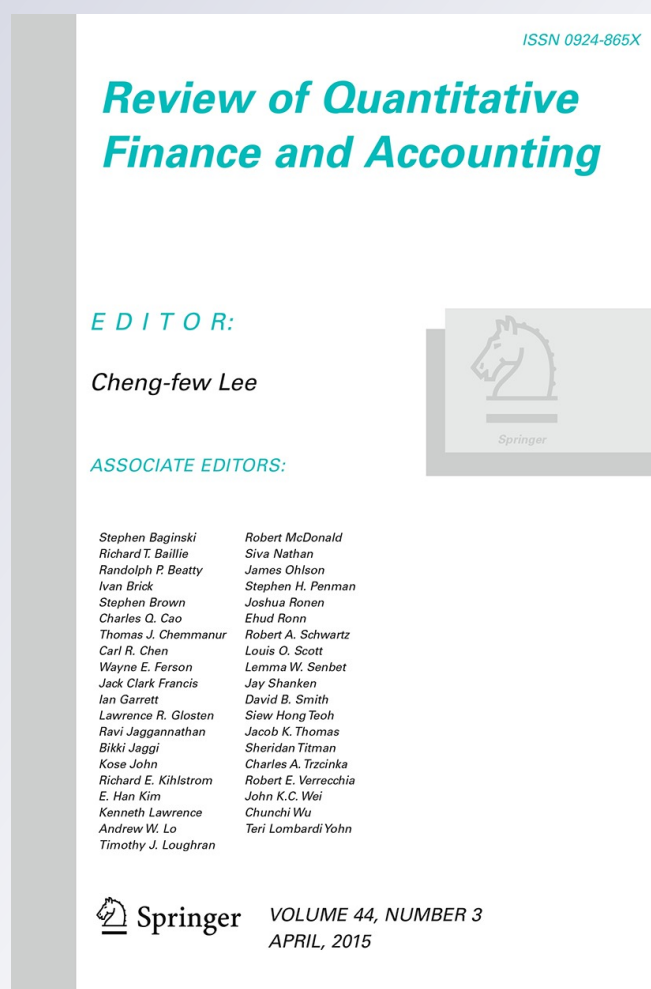 ISSN 0924-865X
Review of Quantitative
Finance and Accounting
EDITOR:
Cheng-few Lee
Springer
ASSOCIATE EDITORS:
Stephen Baginski
Richard T. Baillie
Randolph P. Beatty
Ivan Brick
Stephen Brown
Charles Q. Cao
Thomas J. Chemmanur
Carl R. Chen
Wayne E. Ferson
Jack Clark Francis
Ian Garrett
Lawrence R. Glosten
Ravi Jaggannathan
Bikki Jaggi
Kose John
Richard E. Kihlstrom
E. Han Kim
Kenneth Lawrence
Andrew W. Lo
Timothy J. Loughran
Robert McDonald
Siva Nathan
James Ohlson
Stephen H. Penman
Joshua Ronen
Ehud Ronn
Robert A. Schwartz
Louis O. Scott
Lemma W. Senbet
Jay Shanken
David B. Smith
Siew Hong Teoh
Jacob K. Thomas
Sheridan Titman
Charles A. Trzcinka
Robert E. Verrecchia
John K.C. Wei
Chunchi Wu
Teri Lombardi Yohn
Springer
VOLUME 44, NUMBER 3
APRIL, 2015